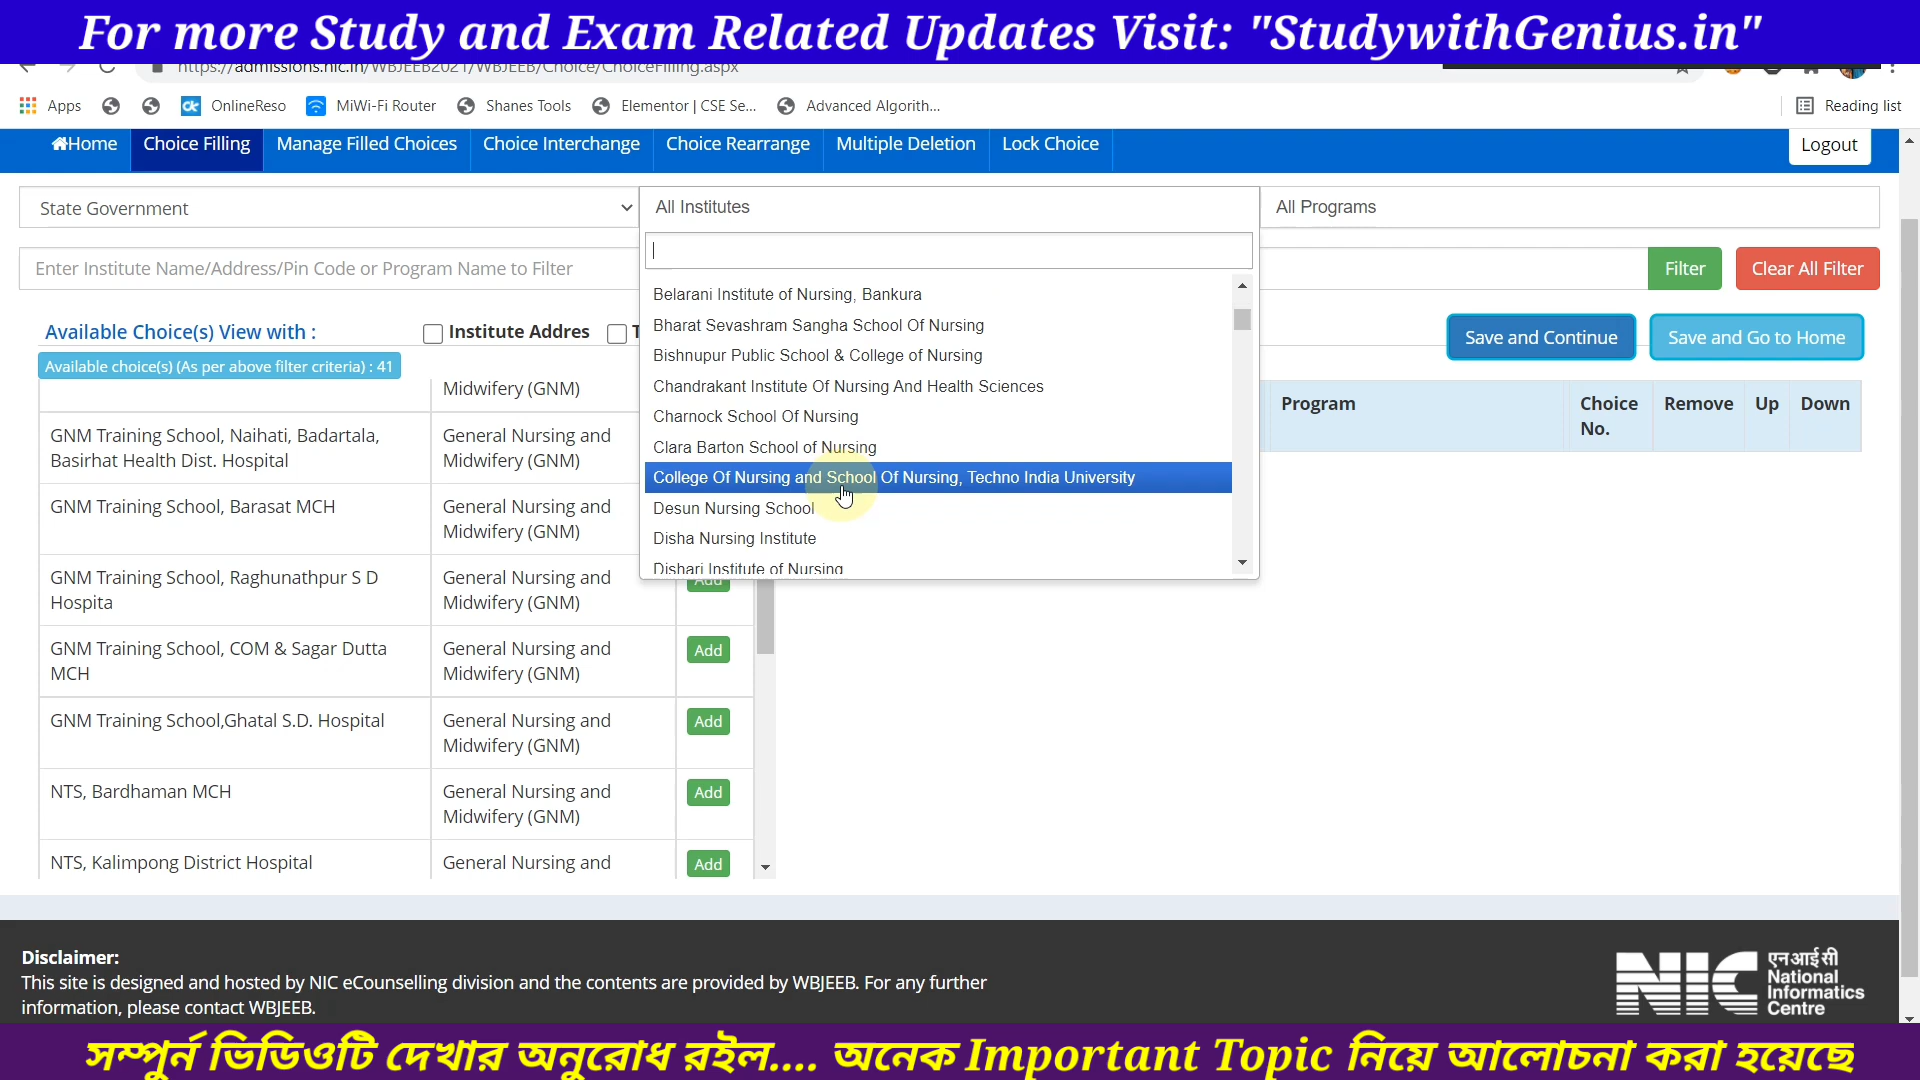 For more Study and Exam Related Updates Visit: "StudywithGenius.in"
https://admissions.nic.in/WBJEEB2021/WBJEEB/Choice/ChoiceFilling.aspx
Apps OnlineReso MiWi-Fi Router Shanes Tools Elementor | CSE Se... Advanced Algorith... Reading list
Home Choice Filling Manage Filled Choices Choice Interchange Choice Rearrange Multiple Deletion Lock Choice Logout
State Government All Institutes All Programs
Enter Institute Name/Address/Pin Code or Program Name to Filter Filter Clear All Filter
Belarani Institute of Nursing, Bankura
Bharat Sevashram Sangha School Of Nursing
Bishnupur Public School & College of Nursing
Chandrakant Institute Of Nursing And Health Sciences
Charnock School Of Nursing
Clara Barton School of Nursing
College Of Nursing and School Of Nursing, Techno India University
Desun Nursing School
Disha Nursing Institute
Dishari Institute of Nursing
Available Choice(s) View with : Institute Addres
Save and Continue Save and Go to Home
Available choice(s) (As per above filter criteria) : 41
Program Choice No. Remove Up Down
Midwifery (GNM)
GNM Training School, Naihati, Badartala, Basirhat Health Dist. Hospital General Nursing and Midwifery (GNM)
GNM Training School, Barasat MCH General Nursing and Midwifery (GNM)
GNM Training School, Raghunathpur S D Hospita General Nursing and Midwifery (GNM) Add
GNM Training School, COM & Sagar Dutta MCH General Nursing and Midwifery (GNM) Add
GNM Training School,Ghatal S.D. Hospital General Nursing and Midwifery (GNM) Add
NTS, Bardhaman MCH General Nursing and Midwifery (GNM) Add
NTS, Kalimpong District Hospital General Nursing and Add
Disclaimer:
This site is designed and hosted by NIC eCounselling division and the contents are provided by WBJEEB. For any further
information, please contact WBJEEB.
NIC एनआईसी
National
Informatics
Centre
সম্পুর্ন ভিডিওটি দেখার অনুরোধ রইল.... অনেক Important Topic নিয়ে আলোচনা করা হয়েছে